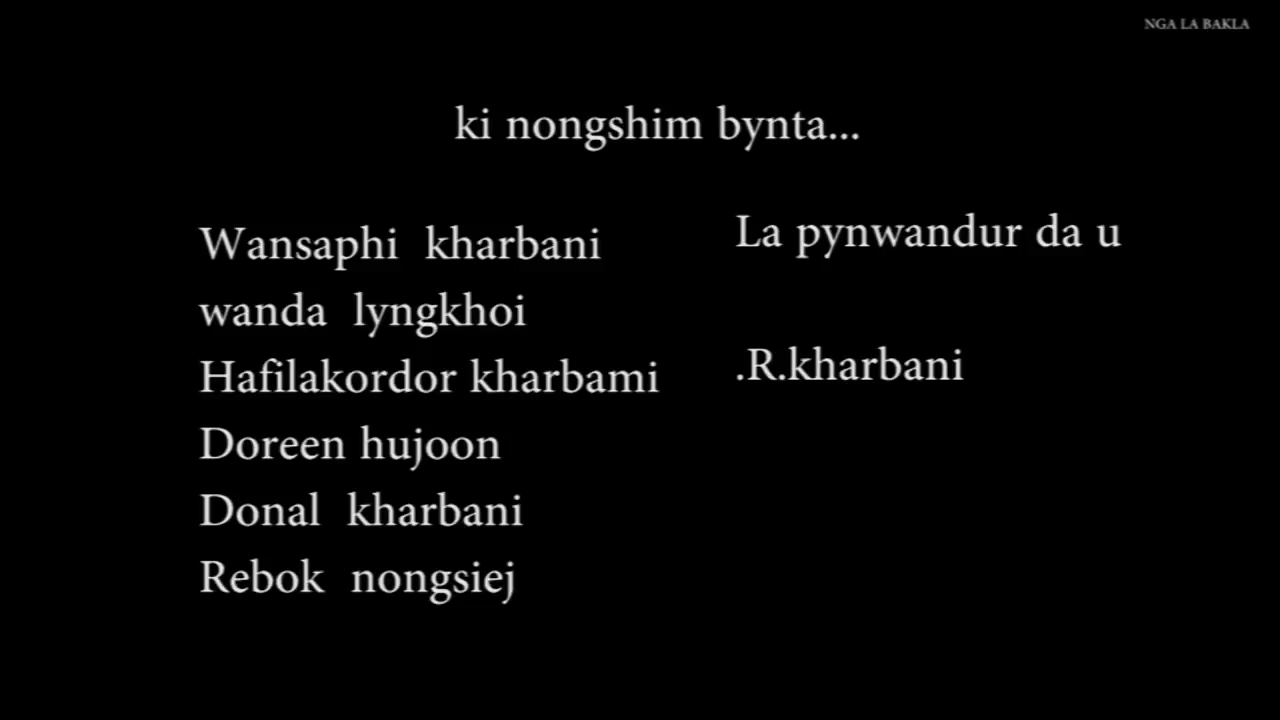 NGA LA BAKLA
ki nongshim bynta...
Wansaphi kharbani
wanda lyngkhoi
Hafilakordor kharbami
Doreen hujoon
Donal kharbani
Rebok nongsiej
La pynwandur da u
.R.kharbani